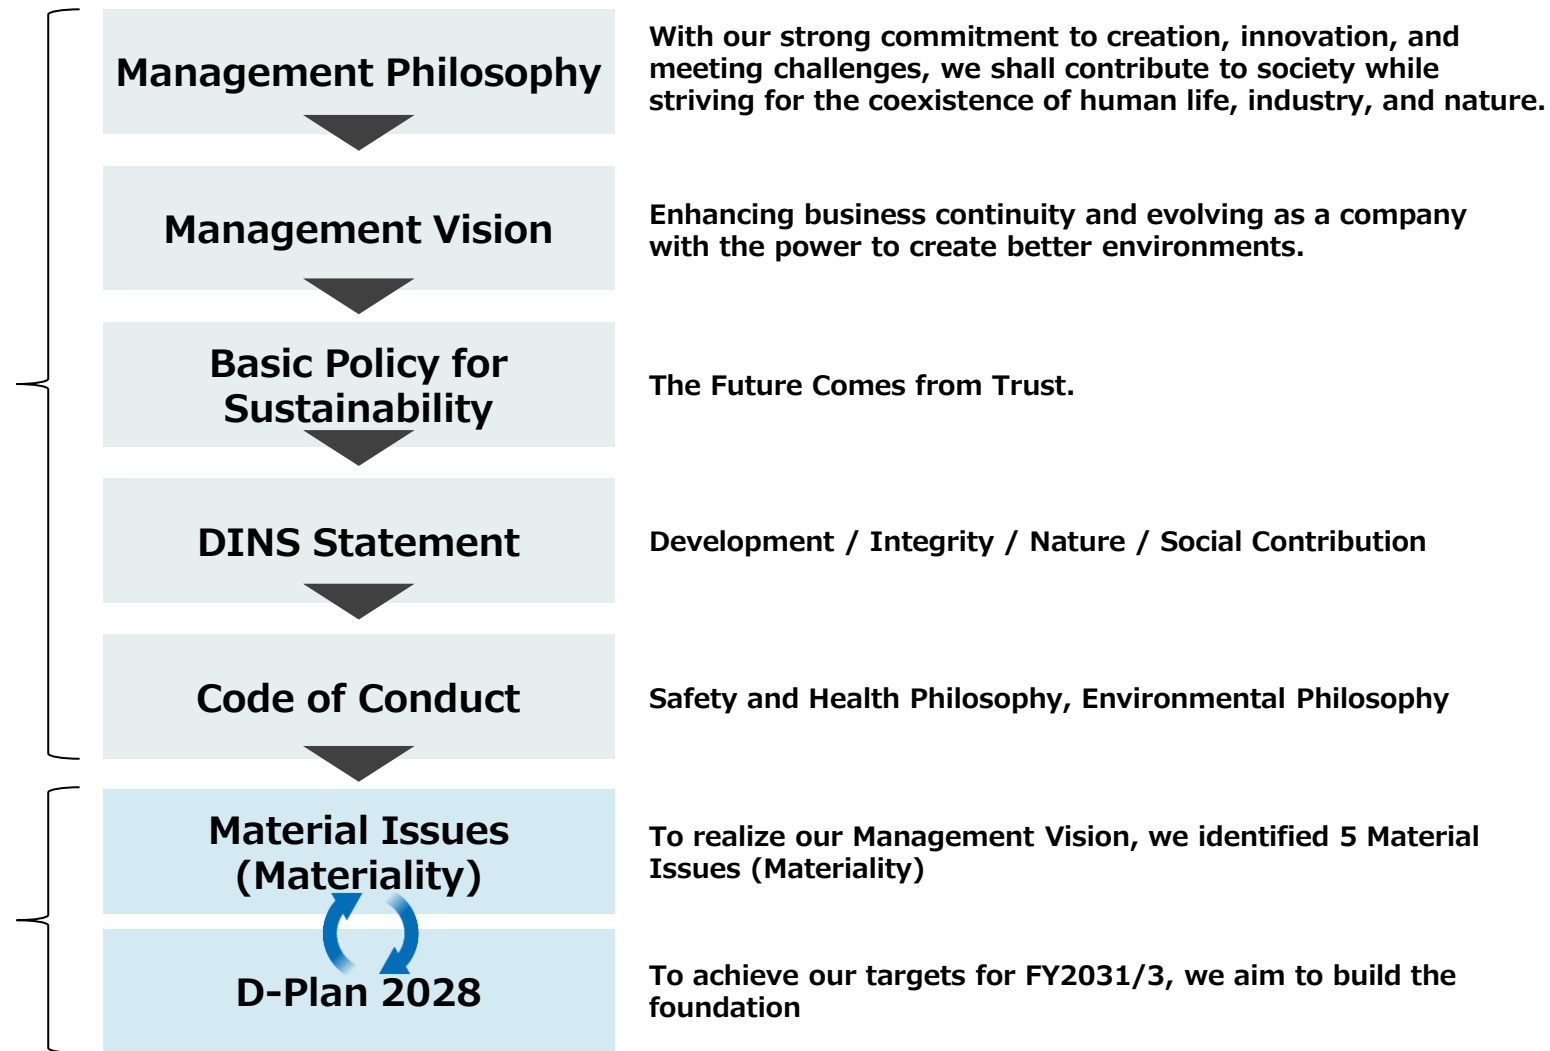 Management Philosophy
With our strong commitment to creation, innovation, and
meeting challenges, we shall contribute to society while
striving for the coexistence of human life, industry, and nature.
Management Vision
Enhancing business continuity and evolving as a company
with the power to create better environments.
Basic Policy for
Sustainability
The Future Comes from Trust.
DINS Statement
Development / Integrity / Nature / Social Contribution
Code of Conduct
Safety and Health Philosophy, Environmental Philosophy
Material Issues
(Materiality)
To realize our Management Vision, we identified 5 Material
Issues (Materiality)
D-Plan 2028
To achieve our targets for FY2031/3, we aim to build the
foundation